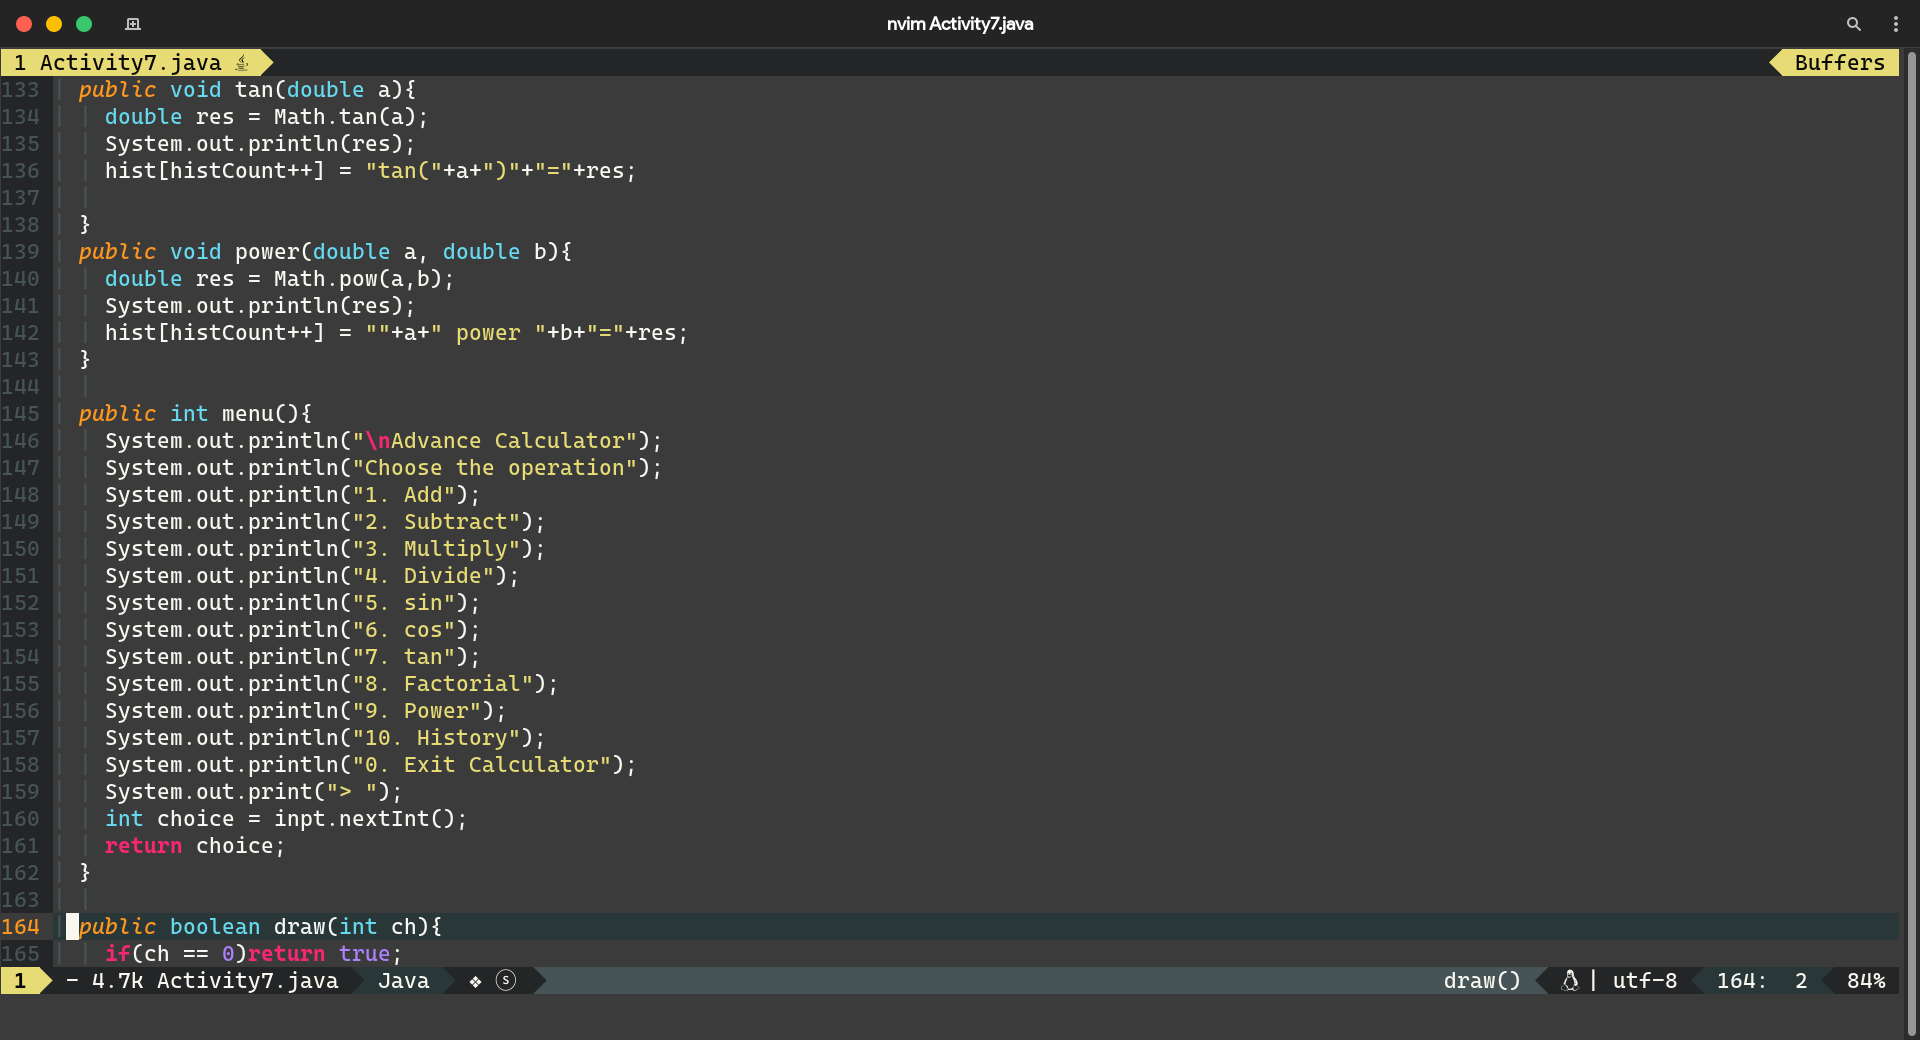 nvim Activity7.java
1 Activity7.java Buffers
133 public void tan(double a){
134 double res = Math.tan(a);
135 System.out.println(res);
136 hist[histCount++] = "tan("+a+")"+"="+res;
137
138 }
139 public void power(double a, double b){
140 double res = Math.pow(a,b);
141 System.out.println(res);
142 hist[histCount++] = ""+a+" power "+b+"="+res;
143 }
144
145 public int menu(){
146 System.out.println("\nAdvance Calculator");
147 System.out.println("Choose the operation");
148 System.out.println("1. Add");
149 System.out.println("2. Subtract");
150 System.out.println("3. Multiply");
151 System.out.println("4. Divide");
152 System.out.println("5. sin");
153 System.out.println("6. cos");
154 System.out.println("7. tan");
155 System.out.println("8. Factorial");
156 System.out.println("9. Power");
157 System.out.println("10. History");
158 System.out.println("0. Exit Calculator");
159 System.out.print("> ");
160 int choice = inpt.nextInt();
161 return choice;
162 }
163
164 public boolean draw(int ch){
165 if(ch == 0)return true;
1 - 4.7k Activity7.java Java ❖ Ⓢ draw() | utf-8 164: 2 84%